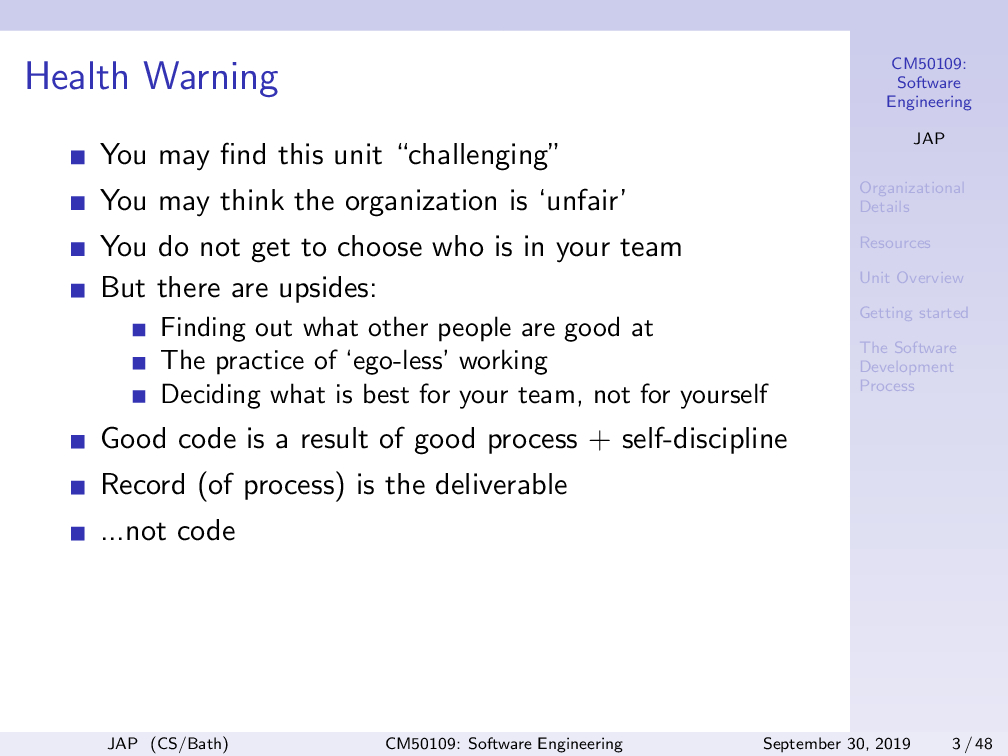 Health Warning
You may find this unit “challenging”
You may think the organization is ‘unfair’
You do not get to choose who is in your team
But there are upsides:
Finding out what other people are good at
The practice of ‘ego-less’ working
Deciding what is best for your team, not for yourself
Good code is a result of good process + self-discipline
Record (of process) is the deliverable
...not code
CM50109:
Software
Engineering
JAP
Organizational
Details
Resources
Unit Overview
Getting started
The Software
Development
Process
JAP (CS/Bath) CM50109: Software Engineering September 30, 2019 3 / 48